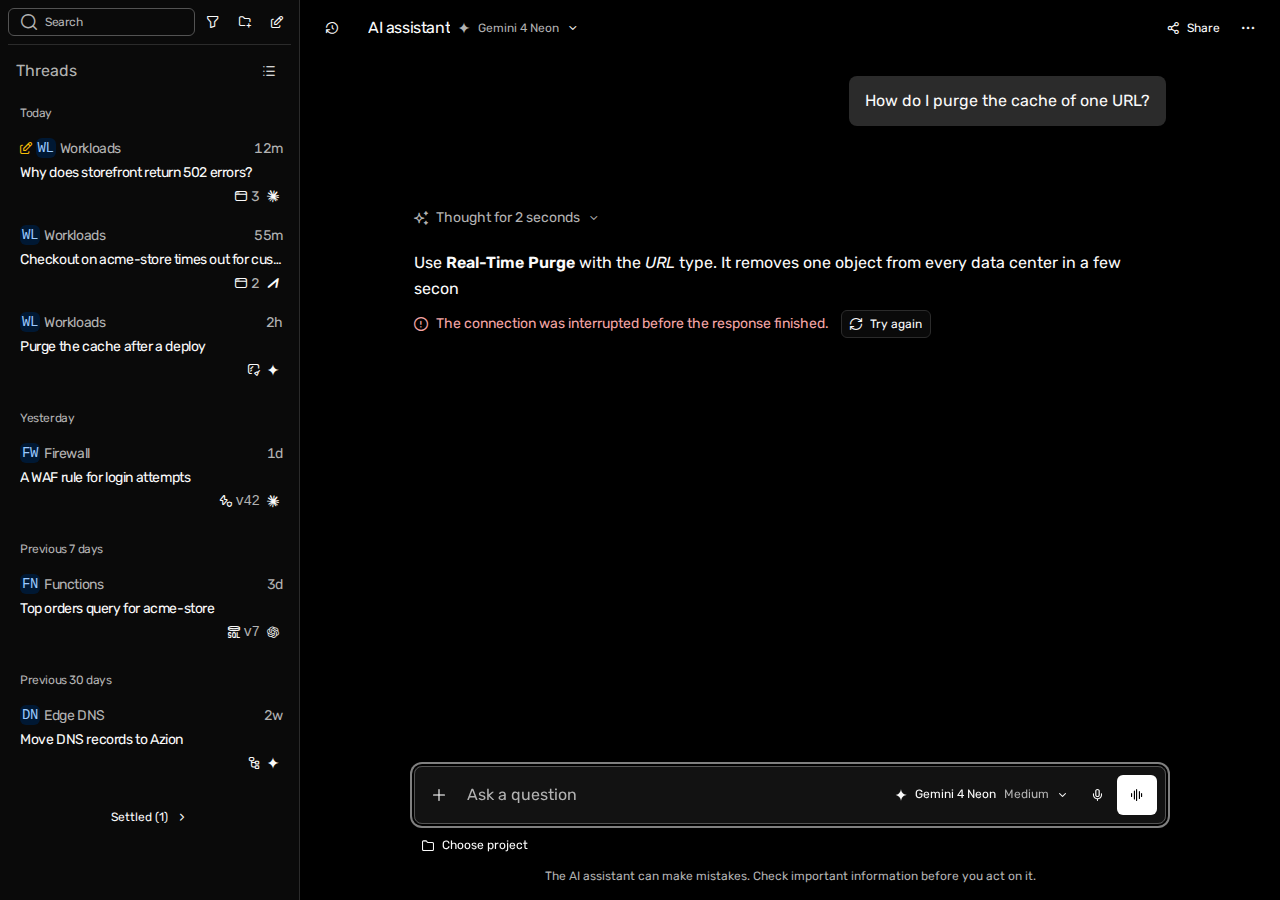 Search
Threads
Today
WL Workloads 12m
Why does storefront return 502 errors?
3
WL Workloads 55m
Checkout on acme-store times out for cus…
2
WL Workloads 2h
Purge the cache after a deploy
Yesterday
FW Firewall 1d
A WAF rule for login attempts
v42
Previous 7 days
FN Functions 3d
Top orders query for acme-store
SQL v7
Previous 30 days
DN Edge DNS 2w
Move DNS records to Azion
Settled (1)
AI assistant Gemini 4 Neon
Share
How do I purge the cache of one URL?
Thought for 2 seconds
Use Real-Time Purge with the URL type. It removes one object from every data center in a few
secon
The connection was interrupted before the response finished. Try again
Ask a question Gemini 4 Neon Medium
Choose project
The AI assistant can make mistakes. Check important information before you act on it.